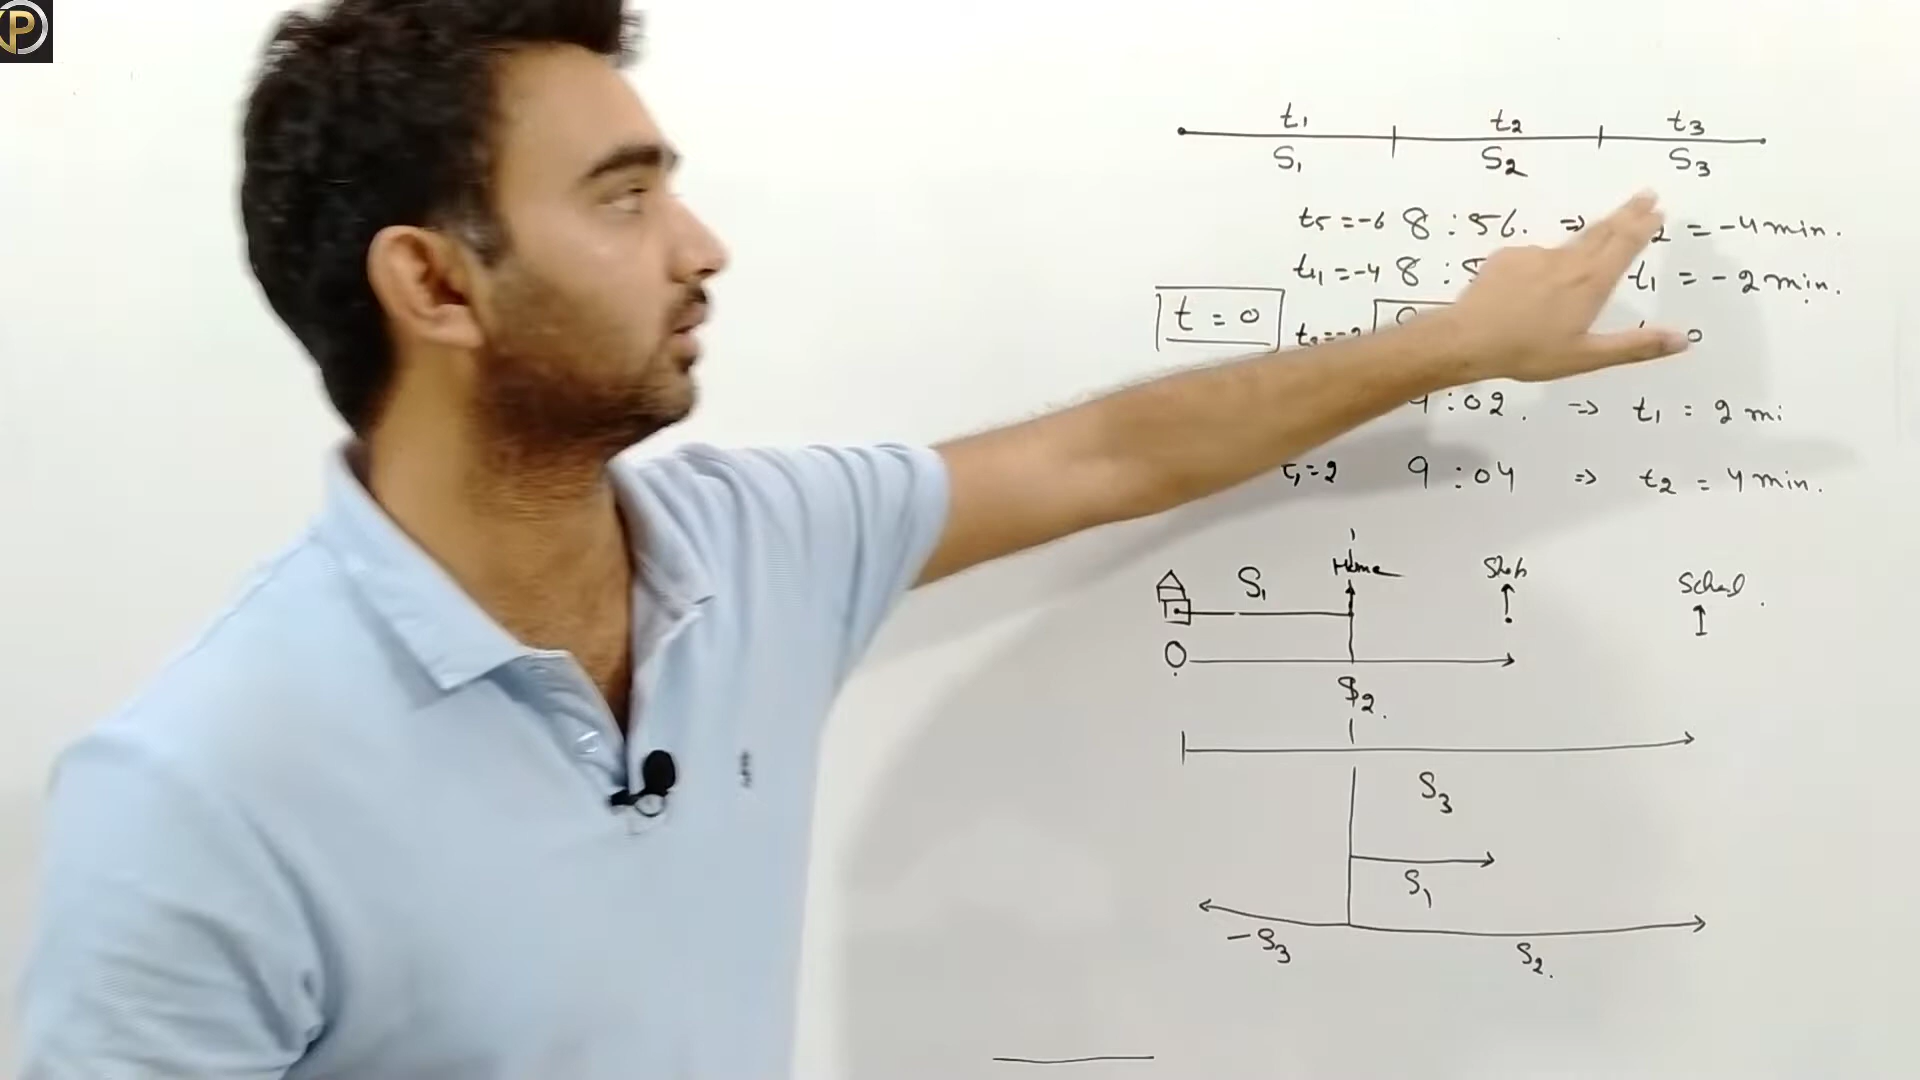 P
t₁ t₂ t₃
S₁ S₂ S₃
t₅ = -6 8 : 56. ⇒ 2 = -4 min.
t₄ = -4 8 : t₁ = - 2 min.
t = 0
0
9 : 02. ⇒ t₁ = 2 mi
t₁ = 2 9 : 04 ⇒ t₂ = 4 min.
S₁ Home Shop School
O
S₂.
S₃
S₁
-S₃ S₂.